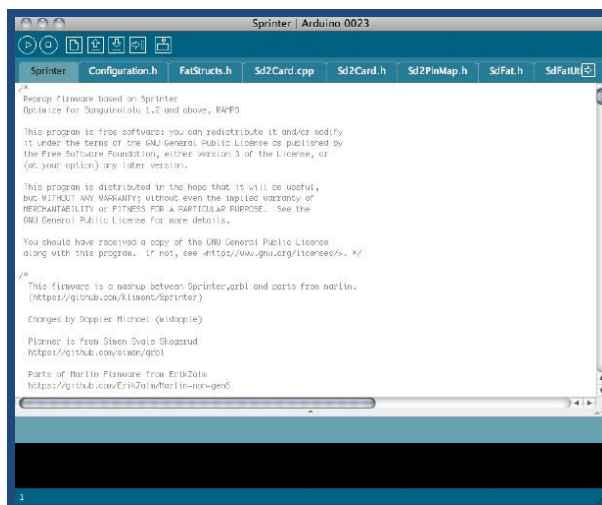 Sprinter | Arduino 0023
Sprinter Configuration.h FatStructs.h Sd2Card.cpp Sd2Card.h Sd2PinMap.h SdFat.h SdFatUt
/*
Reprap firmware based on Sprinter
Optimize for Sanguinololu 1.2 and above, RAMPS
This program is free software: you can redistribute it and/or modify
it under the terms of the GNU General Public License as published by
the Free Software Foundation, either version 3 of the License, or
(at your option) any later version.
This program is distributed in the hope that it will be useful,
but WITHOUT ANY WARRANTY; without even the implied warranty of
MERCHANTABILITY or FITNESS FOR A PARTICULAR PURPOSE.  See the
GNU General Public License for more details.
You should have received a copy of the GNU General Public License
along with this program.  If not, see <http://www.gnu.org/licenses/>. */
/*
This firmware is a mashup between Sprinter,grbl and parts from marlin.
(https://github.com/kliment/Sprinter)
Changes by Doppler Michael (midopple)
Planner is from Simen Svale Skogsrud
https://github.com/simen/grbl
Parts of Marlin Firmware from ErikZalm
https://github.com/ErikZalm/Marlin-non-gen6
1